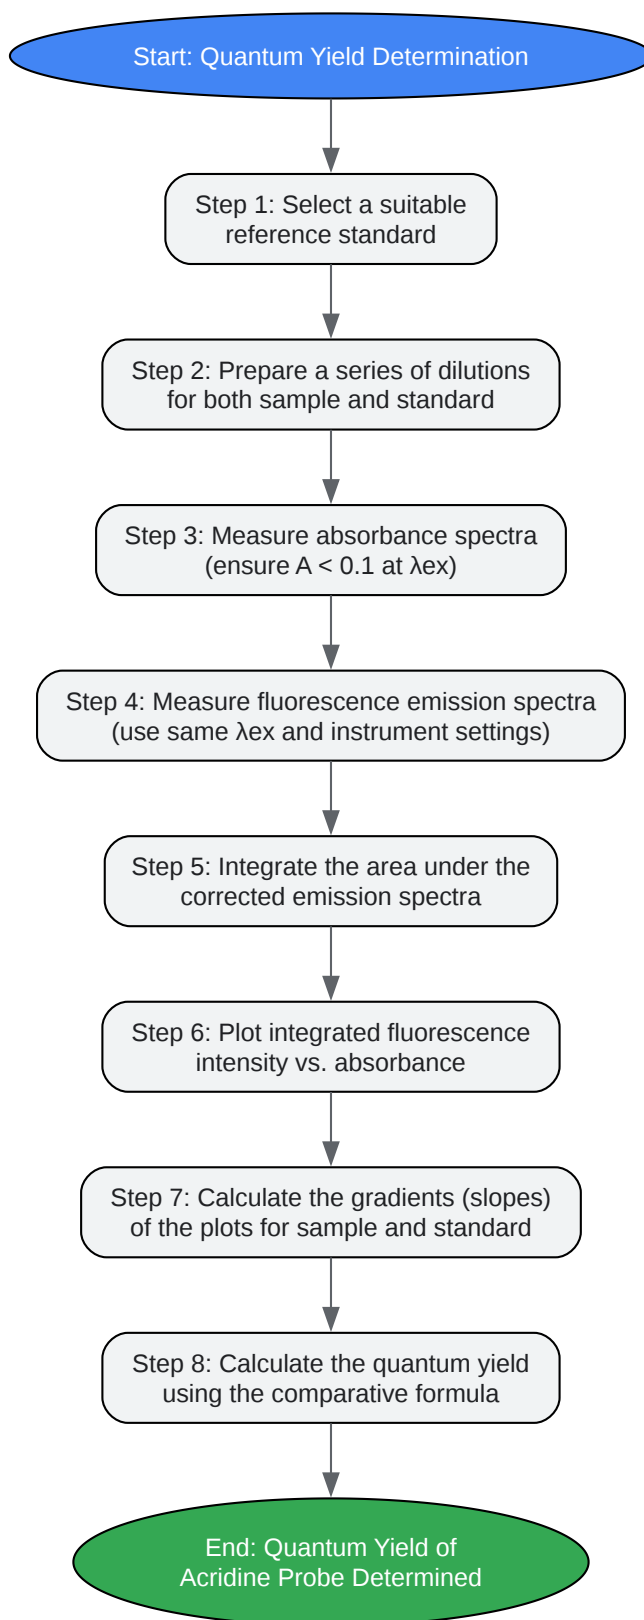 Start: Quantum Yield Determination
Step 1: Select a suitable
reference standard
Step 2: Prepare a series of dilutions
for both sample and standard
Step 3: Measure absorbance spectra
(ensure A < 0.1 at λex)
Step 4: Measure fluorescence emission spectra
(use same λex and instrument settings)
Step 5: Integrate the area under the
corrected emission spectra
Step 6: Plot integrated fluorescence
intensity vs. absorbance
Step 7: Calculate the gradients (slopes)
of the plots for sample and standard
Step 8: Calculate the quantum yield
using the comparative formula
End: Quantum Yield of
Acridine Probe Determined